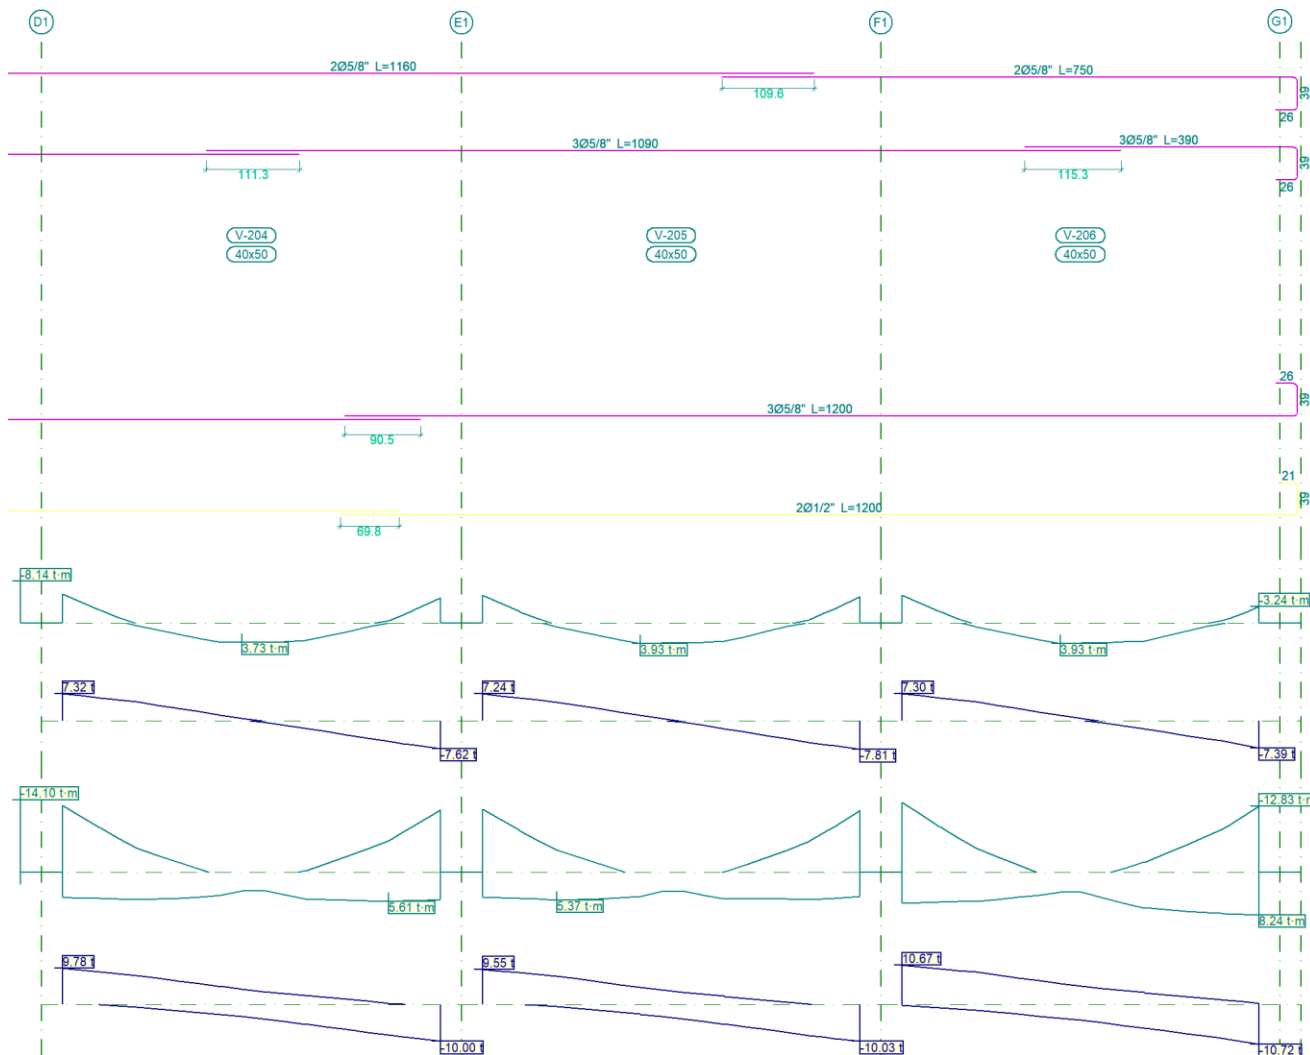 D1 E1 F1 G1
2Ø5/8" L=1160
2Ø5/8" L=750
109.6
39
26
3Ø5/8" L=1090
3Ø5/8" L=390
111.3
115.3
39
26
V-204 V-205 V-206
40x50 40x50 40x50
26
39
3Ø5/8" L=1200
90.5
21
39
2Ø1/2" L=1200
69.8
-8.14 t·m
-3.24 t·m
3.73 t·m 3.93 t·m 3.93 t·m
7.32 t 7.24 t 7.30 t
-7.62 t -7.81 t -7.39 t
-14.10 t·m
-12.83 t·m
5.61 t·m 5.37 t·m
8.24 t·m
9.78 t 9.55 t 10.67 t
-10.00 t -10.03 t -10.72 t